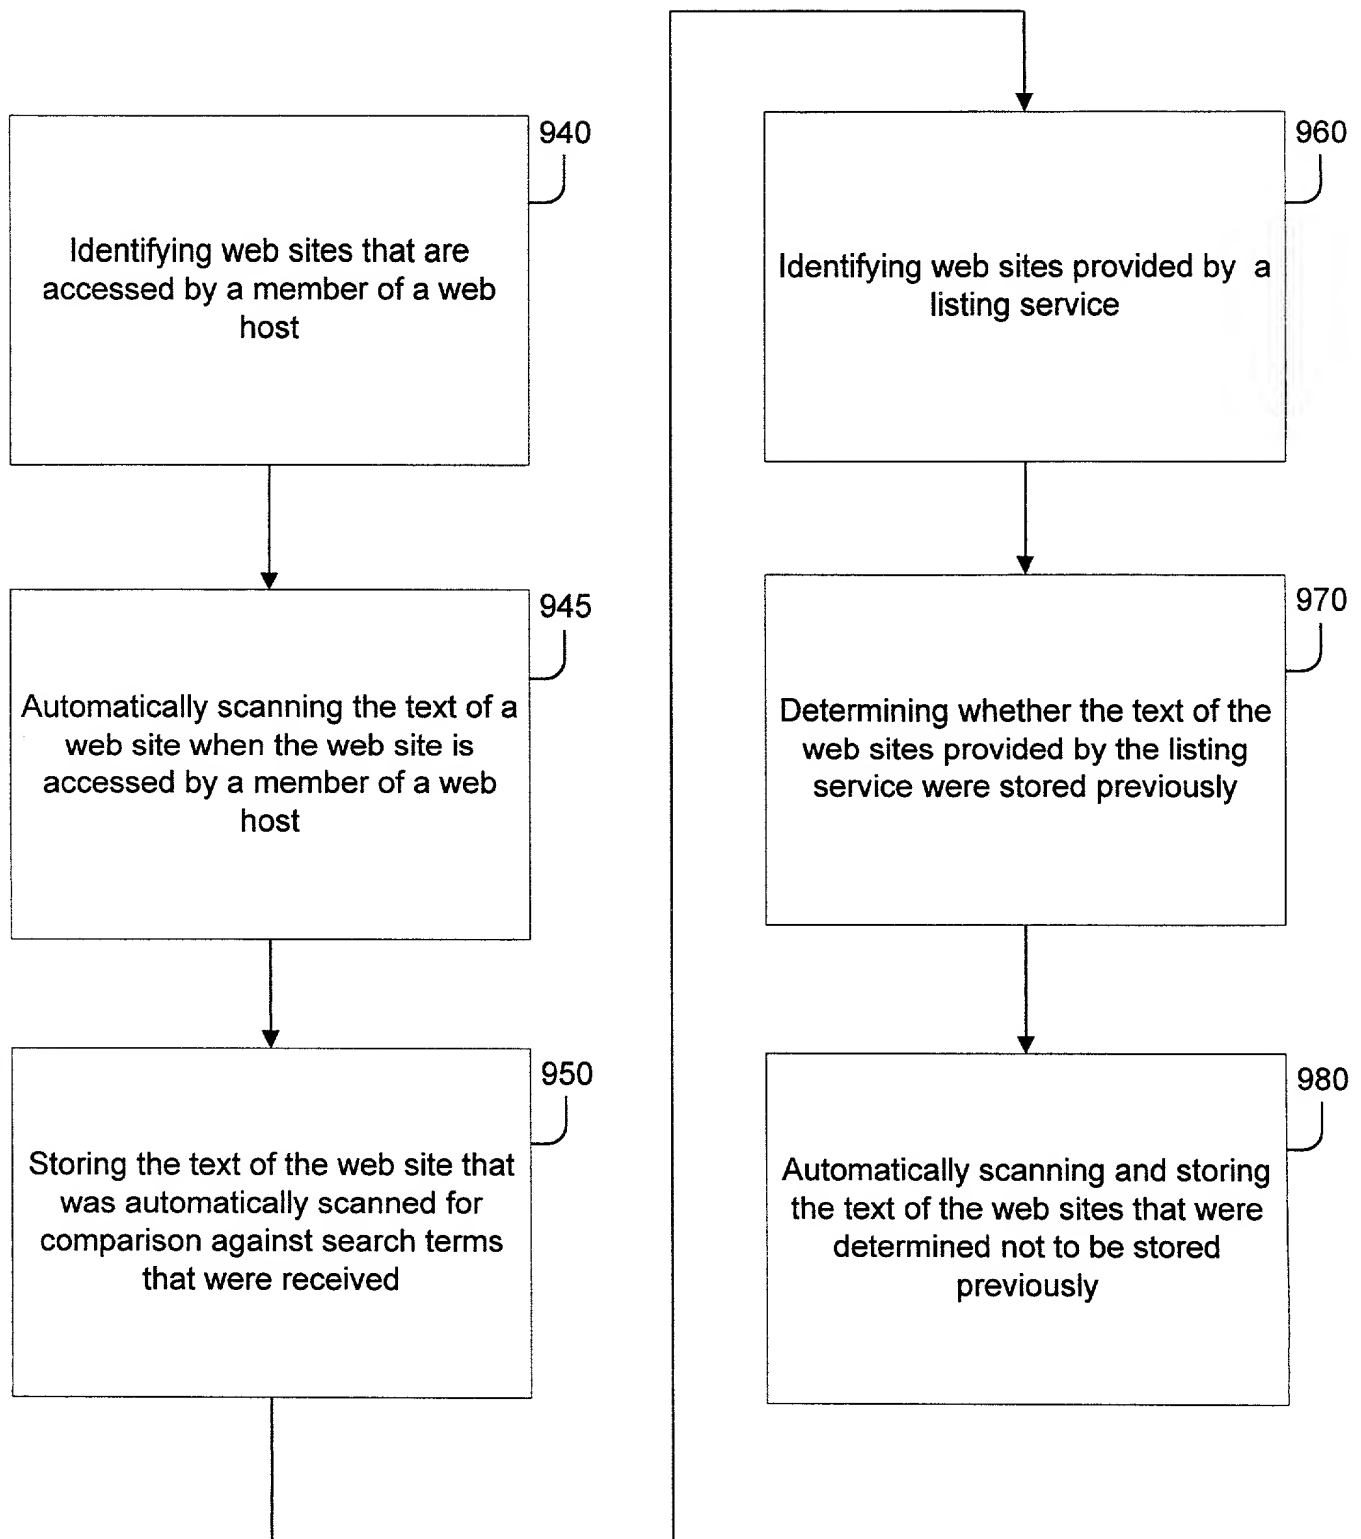 940
Identifying web sites that are
accessed by a member of a web
host
945
Automatically scanning the text of a
web site when the web site is
accessed by a member of a web
host
950
Storing the text of the web site that
was automatically scanned for
comparison against search terms
that were received
960
Identifying web sites provided by a
listing service
970
Determining whether the text of the
web sites provided by the listing
service were stored previously
980
Automatically scanning and storing
the text of the web sites that were
determined not to be stored
previously